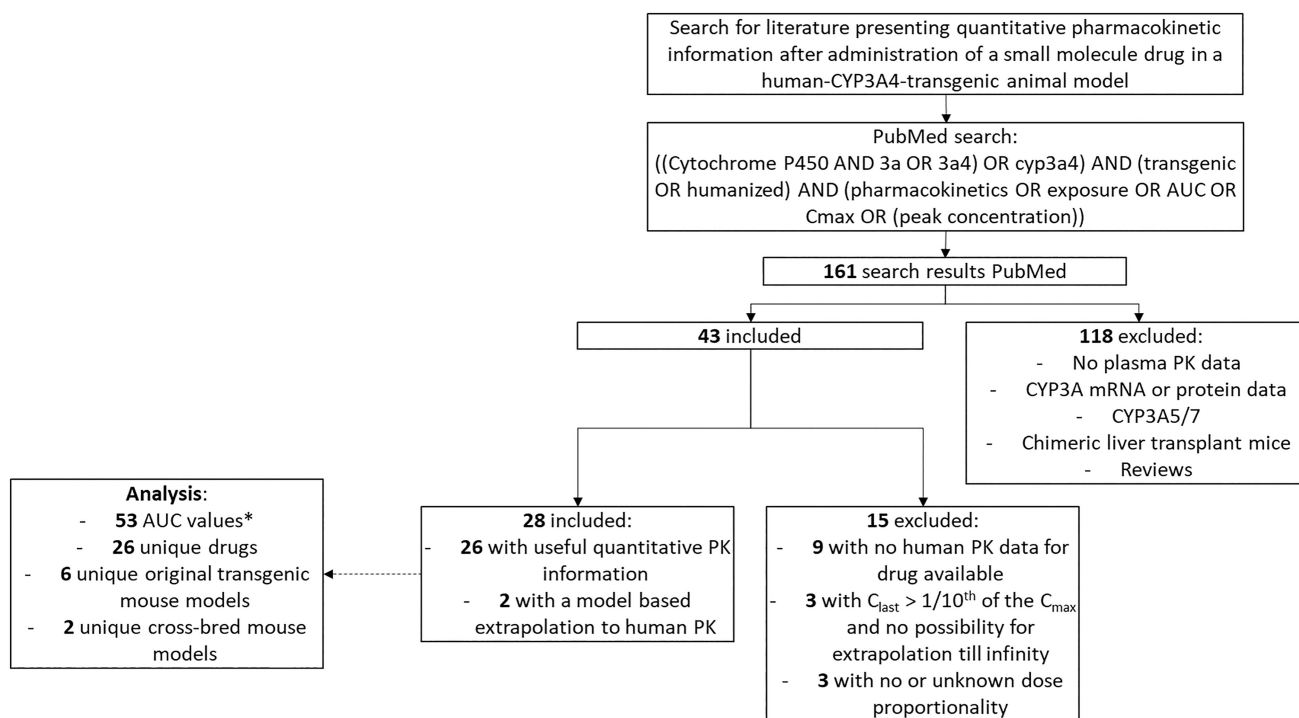 Search for literature presenting quantitative pharmacokinetic
information after administration of a small molecule drug in a
human-CYP3A4-transgenic animal model
PubMed search:
((Cytochrome P450 AND 3a OR 3a4) OR cyp3a4) AND (transgenic
OR humanized) AND (pharmacokinetics OR exposure OR AUC OR
Cmax OR (peak concentration))
161 search results PubMed
43 included
118 excluded:
- No plasma PK data
- CYP3A mRNA or protein data
- CYP3A5/7
- Chimeric liver transplant mice
- Reviews
Analysis:
- 53 AUC values*
- 26 unique drugs
- 6 unique original transgenic
mouse models
- 2 unique cross-bred mouse
models
28 included:
- 26 with useful quantitative PK
information
- 2 with a model based
extrapolation to human PK
15 excluded:
- 9 with no human PK data for
drug available
- 3 with Clast > 1/10th of the Cmax
and no possibility for
extrapolation till infinity
- 3 with no or unknown dose
proportionality